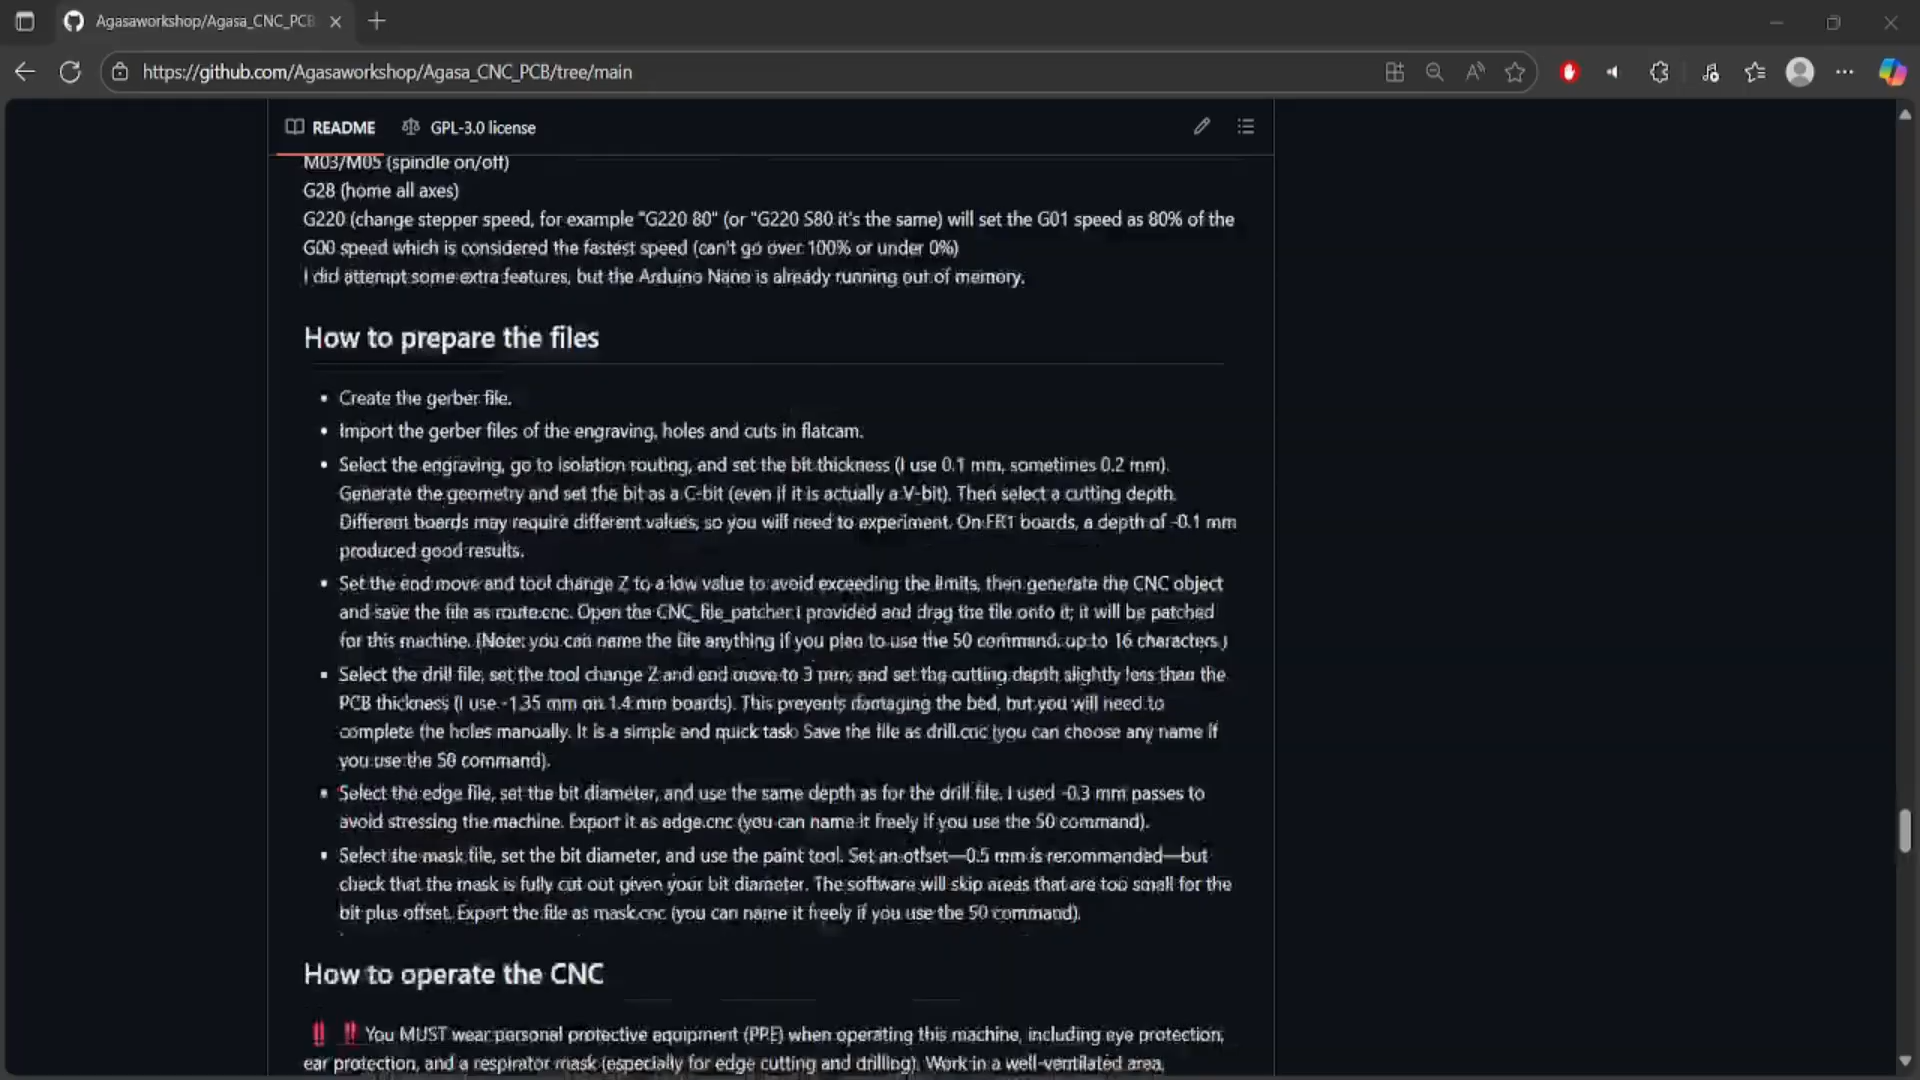 Agasaworkshop/Agasa_CNC_PCB
https://github.com/Agasaworkshop/Agasa_CNC_PCB/tree/main
README
GPL-3.0 license
M03/M05 (spindle on/off)
G28 (home all axes)
G220 (change stepper speed, for example "G220 80" (or "G220 S80 it's the same) will set the G01 speed as 80% of the
G00 speed which is considered the fastest speed (can't go over 100% or under 0%)
I did attempt some extra features, but the Arduino Nano is already running out of memory.
How to prepare the files
• Create the gerber file.
• Import the gerber files of the engraving, holes and cuts in flatcam.
• Select the engraving, go to Isolation routing, and set the bit thickness (I use 0.1 mm, sometimes 0.2 mm).
Generate the geometry and set the bit as a C-bit (even if it is actually a V-bit). Then select a cutting depth.
Different boards may require different values, so you will need to experiment. On FR1 boards, a depth of -0.1 mm
produced good results.
• Set the end move and tool change Z to a low value to avoid exceeding the limits, then generate the CNC object
and save the file as route.cnc. Open the CNC_file_patcher I provided and drag the file onto it; it will be patched
for this machine. (Note: you can name the file anything if you plan to use the 50 command, up to 16 characters.)
• Select the drill file, set the tool change Z and end move to 3 mm, and set the cutting depth slightly less than the
PCB thickness (I use -1.35 mm on 1.4 mm boards). This prevents damaging the bed, but you will need to
complete the holes manually. It is a simple and quick task. Save the file as drill.cnc (you can choose any name if
you use the 50 command).
• Select the edge file, set the bit diameter, and use the same depth as for the drill file. I used -0.3 mm passes to
avoid stressing the machine. Export it as edge.cnc (you can name it freely if you use the 50 command).
• Select the mask file, set the bit diameter, and use the paint tool. Set an offset—0.5 mm is recommanded—but
check that the mask is fully cut out given your bit diameter. The software will skip areas that are too small for the
bit plus offset. Export the file as mask.cnc (you can name it freely if you use the 50 command).
How to operate the CNC
‼️ ‼️ You MUST wear personal protective equipment (PPE) when operating this machine, including eye protection,
ear protection, and a respirator mask (especially for edge cutting and drilling). Work in a well-ventilated area,